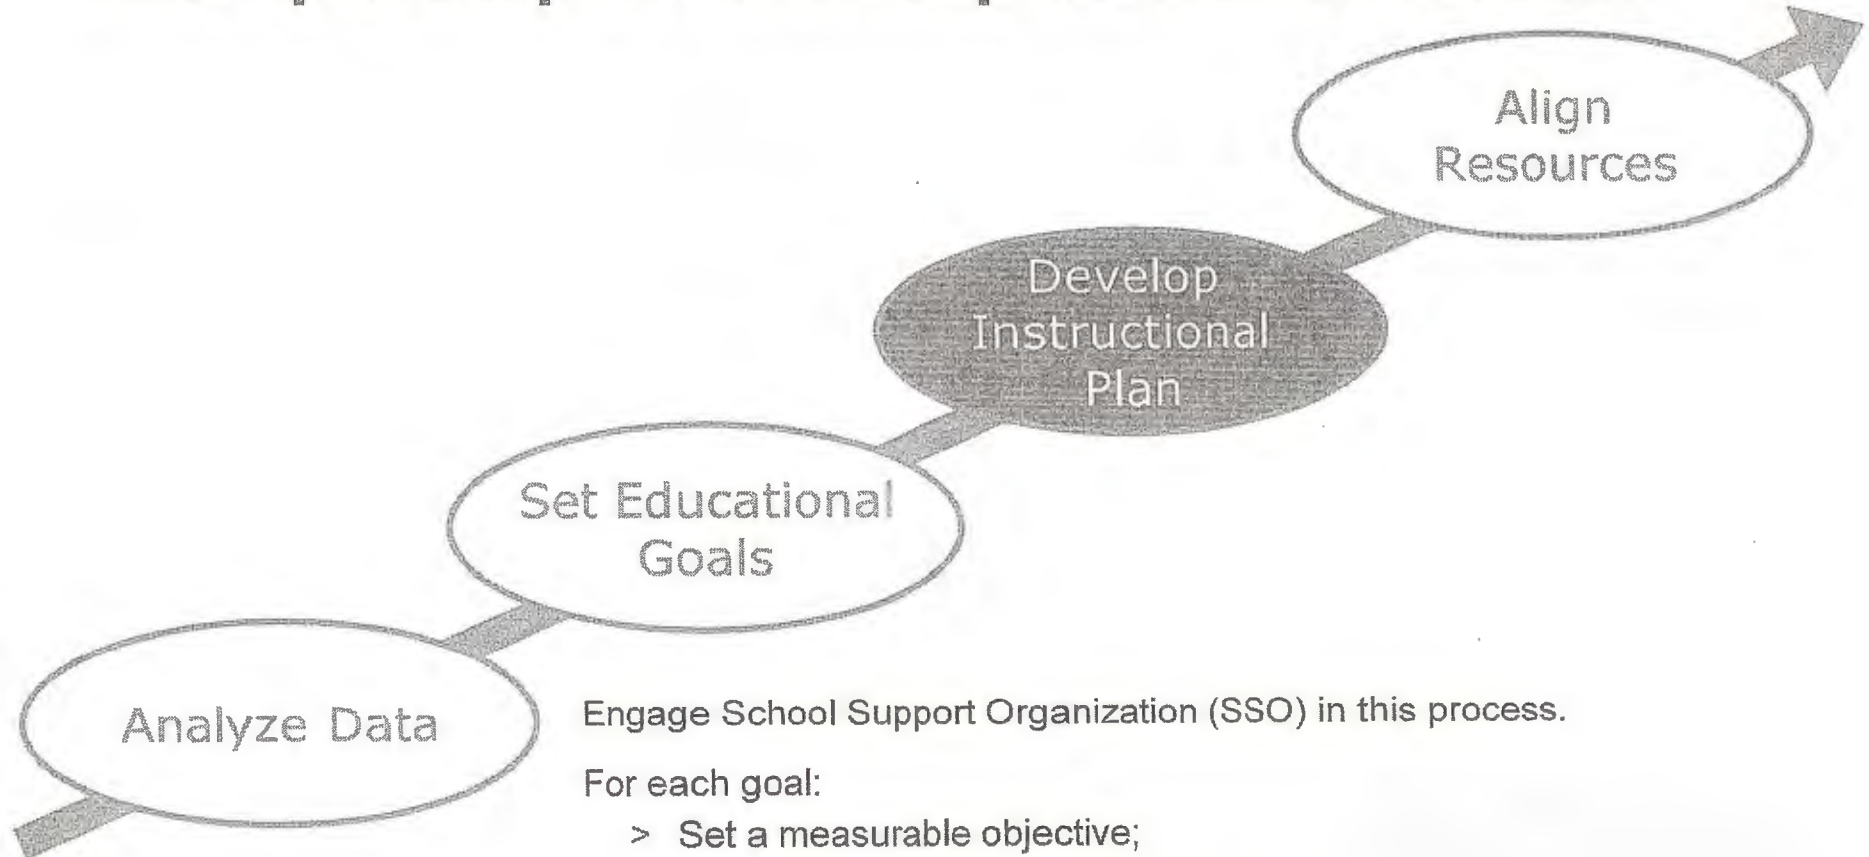 Align
Resources
Develop
Instructional
Plan
Set Educational
Goals
Analyze Data
Engage School Support Organization (SSO) in this process.
For each goal:
> Set a measurable objective;